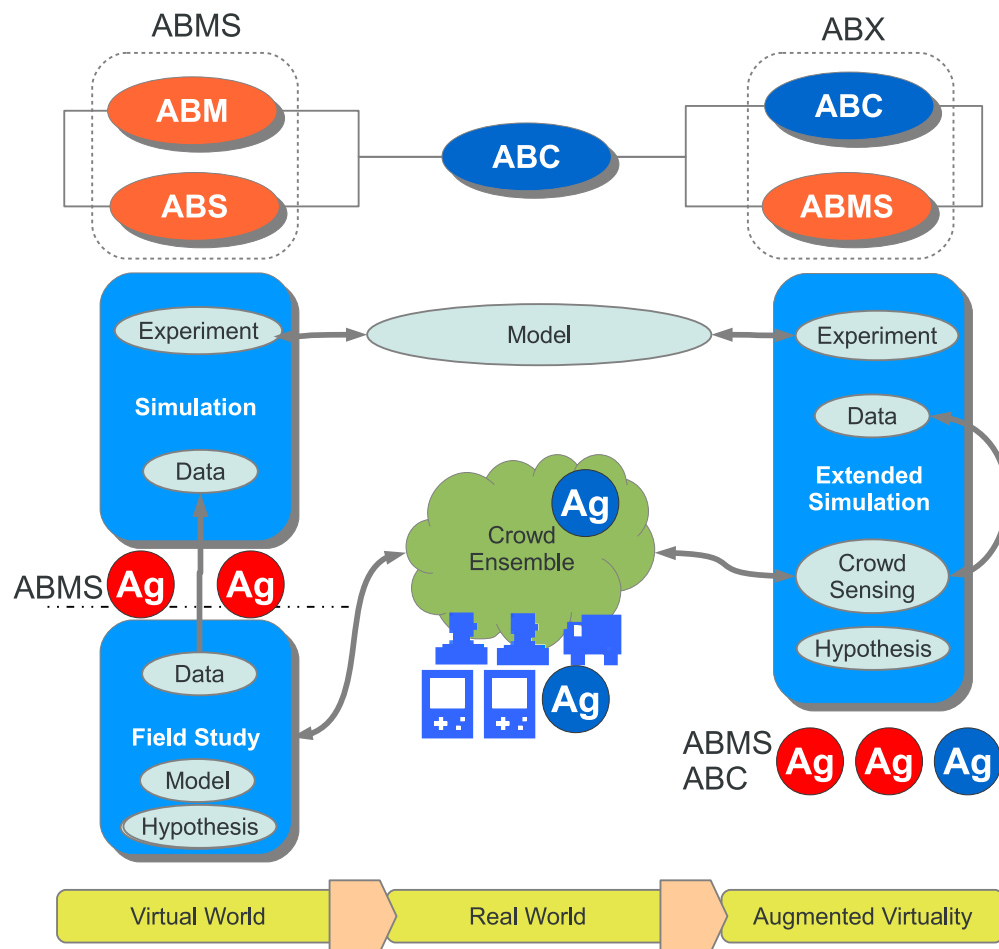 ABMS
ABX
ABM
ABC
ABC
ABS
ABMS
Experiment
Model
Experiment
Simulation
Data
Data
Extended
Simulation
Ag
Crowd
Ensemble
Crowd
Sensing
ABMS
Ag
Ag
Hypothesis
Data
Ag
Field Study
Model
Hypothesis
ABMS
ABC
Ag
Ag
Ag
Virtual World
Real World
Augmented Virtuality